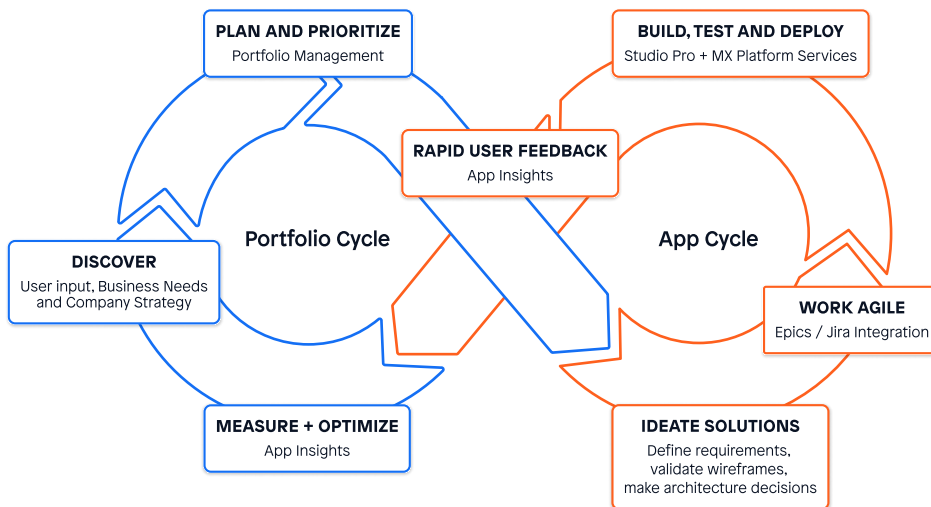 PLAN AND PRIORITIZE
Portfolio Management
BUILD, TEST AND DEPLOY
Studio Pro + MX Platform Services
RAPID USER FEEDBACK
App Insights
Portfolio Cycle
App Cycle
DISCOVER
User input, Business Needs
and Company Strategy
WORK AGILE
Epics / Jira Integration
MEASURE + OPTIMIZE
App Insights
IDEATE SOLUTIONS
Define requirements,
validate wireframes,
make architecture decisions